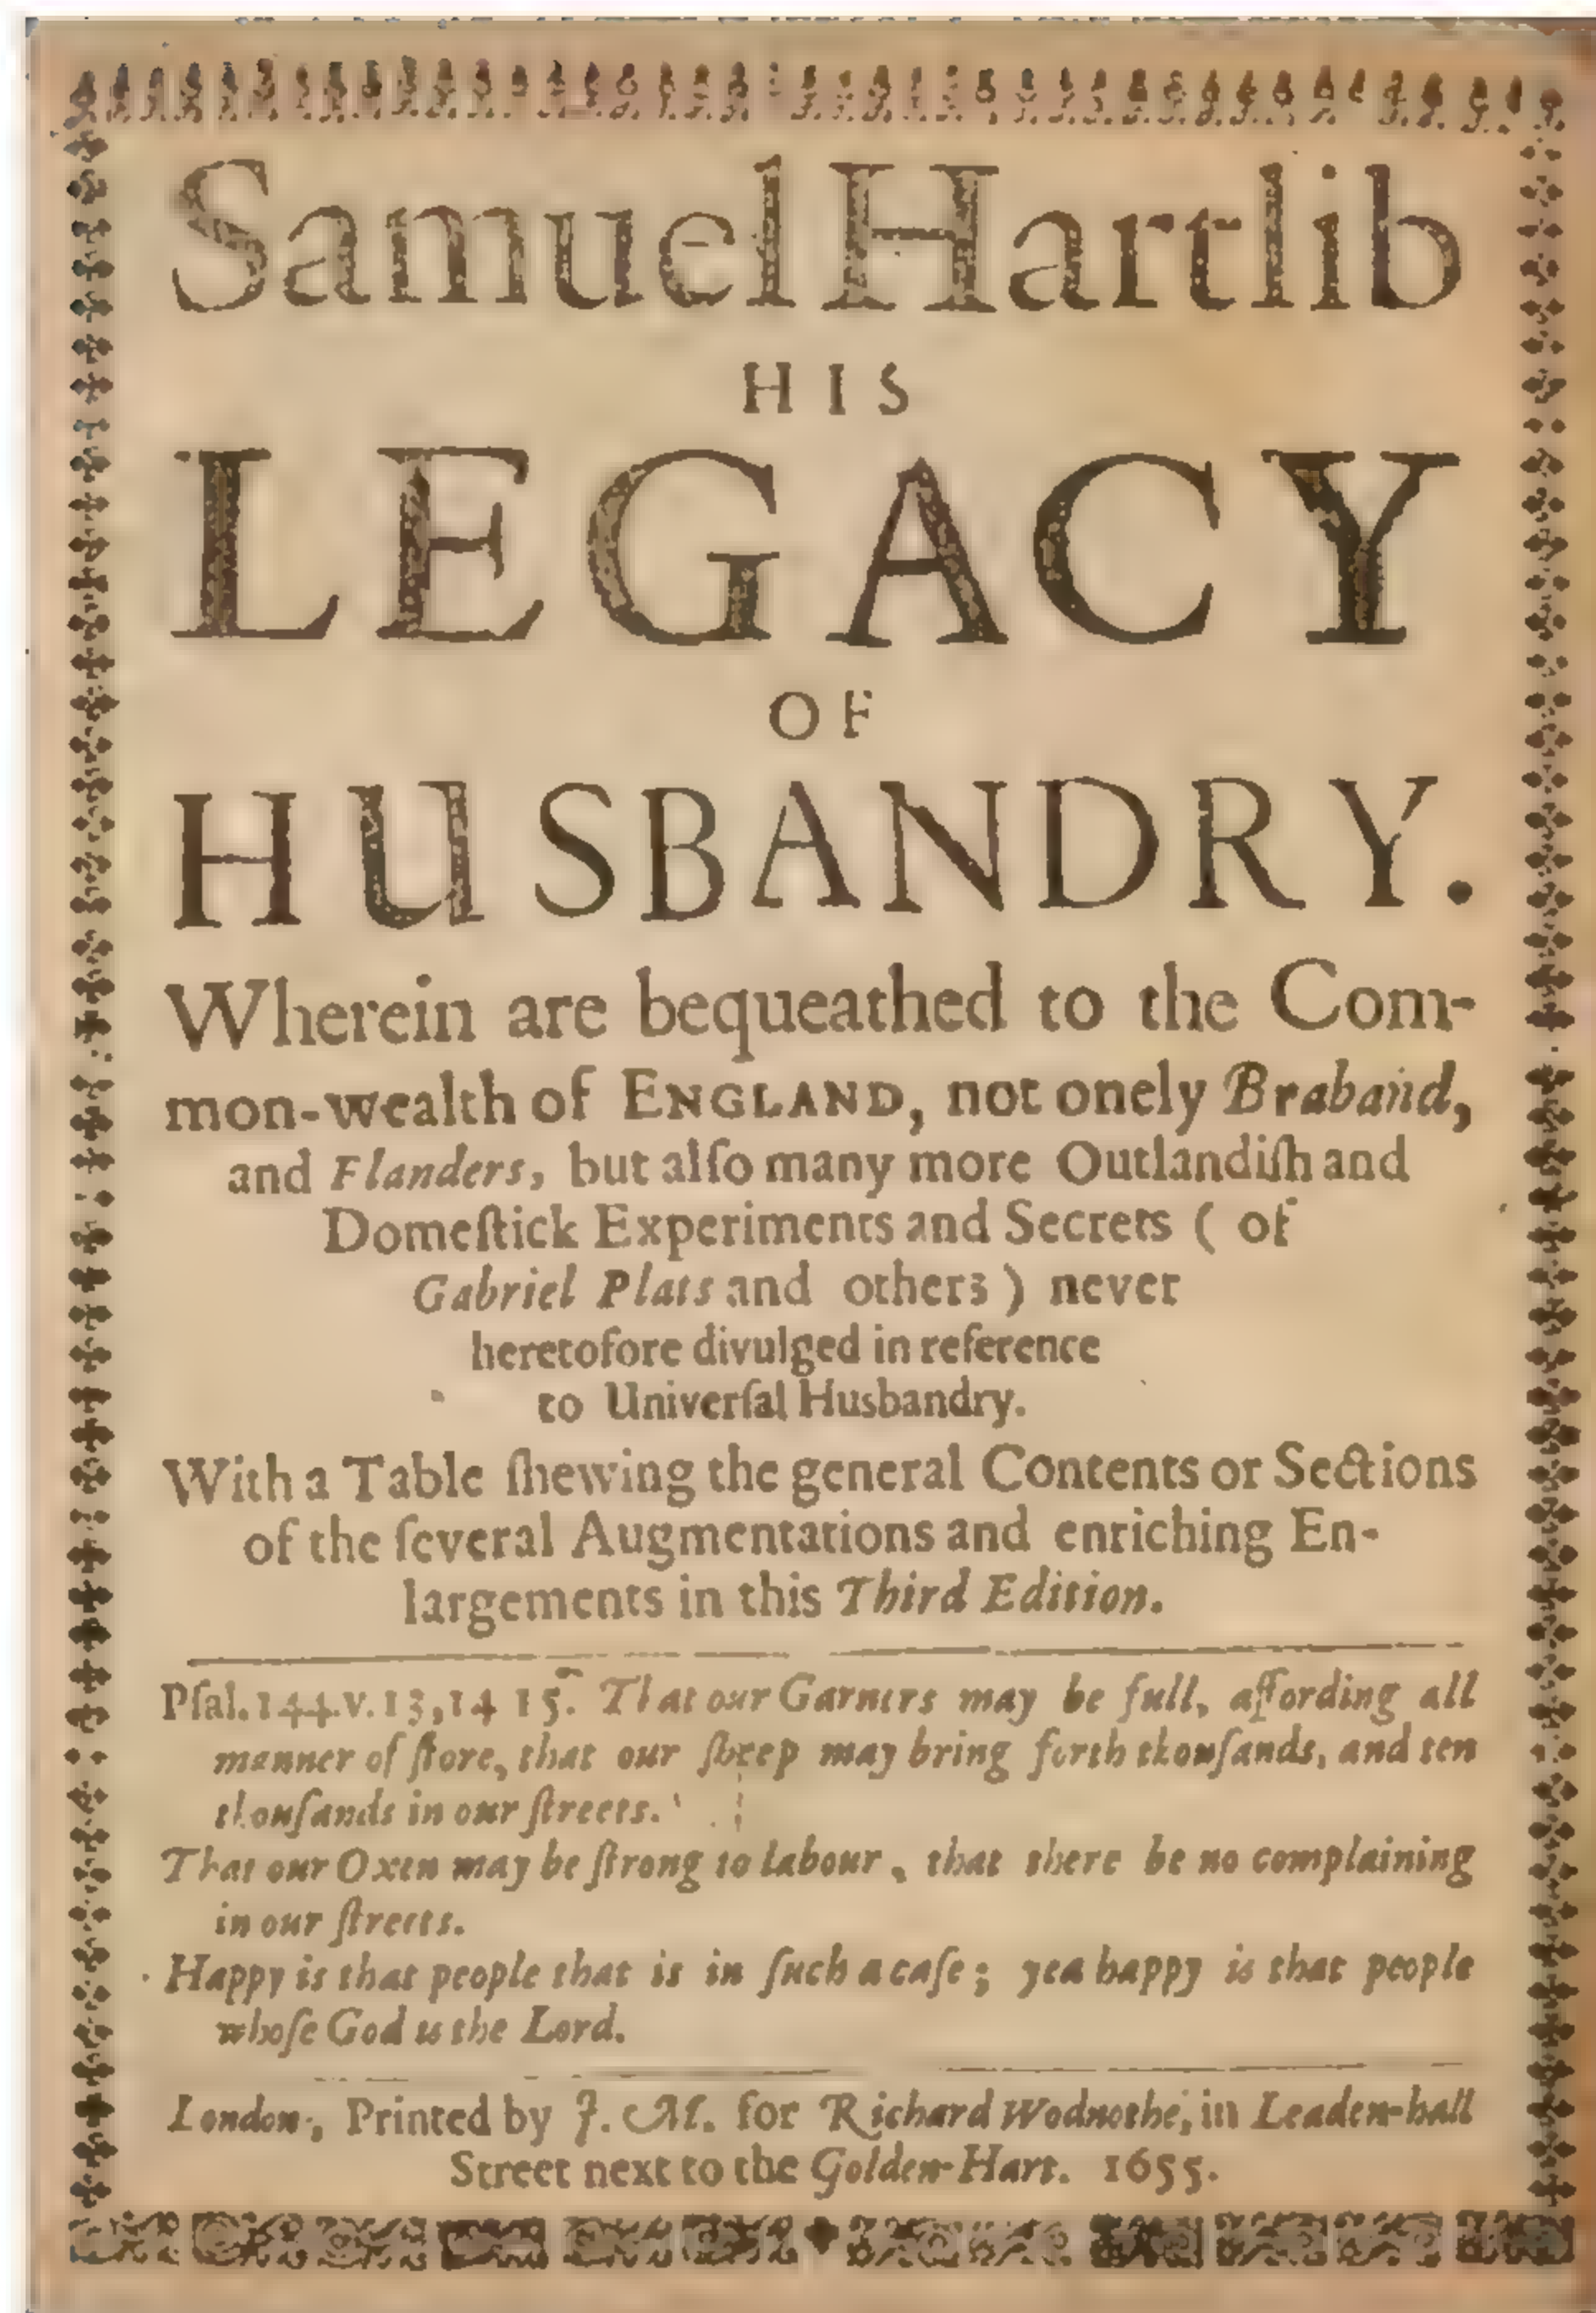 Samuel Hartlib
HIS
LEGACY
OF
HUSBANDRY.
Wherein are bequeathed to the Com-
mon-wealth of ENGLAND, not onely Braband,
and Flanders, but alſo many more Outlandiſh and
Domeſtick Experiments and Secrets ( of
Gabriel Plats and others ) never
heretofore divulged in reference
to Univerſal Husbandry.
With a Table ſhewing the general Contents or Sections
of the ſeveral Augmentations and enriching En-
largements in this Third Edition.
Pſal. 144. v. 13, 14 15. That our Garners may be full, affording all
manner of ſtore, that our ſheep may bring forth thouſands, and ten
thouſands in our ſtreets.
That our Oxen may be ſtrong to labour, that there be no complaining
in our ſtreets.
Happy is that people that is in ſuch a caſe; yea happy is that people
whoſe God is the Lord.
London, Printed by J. M. for Richard Wodnothe, in Leaden-hall
Street next to the Golden-Hart. 1655.